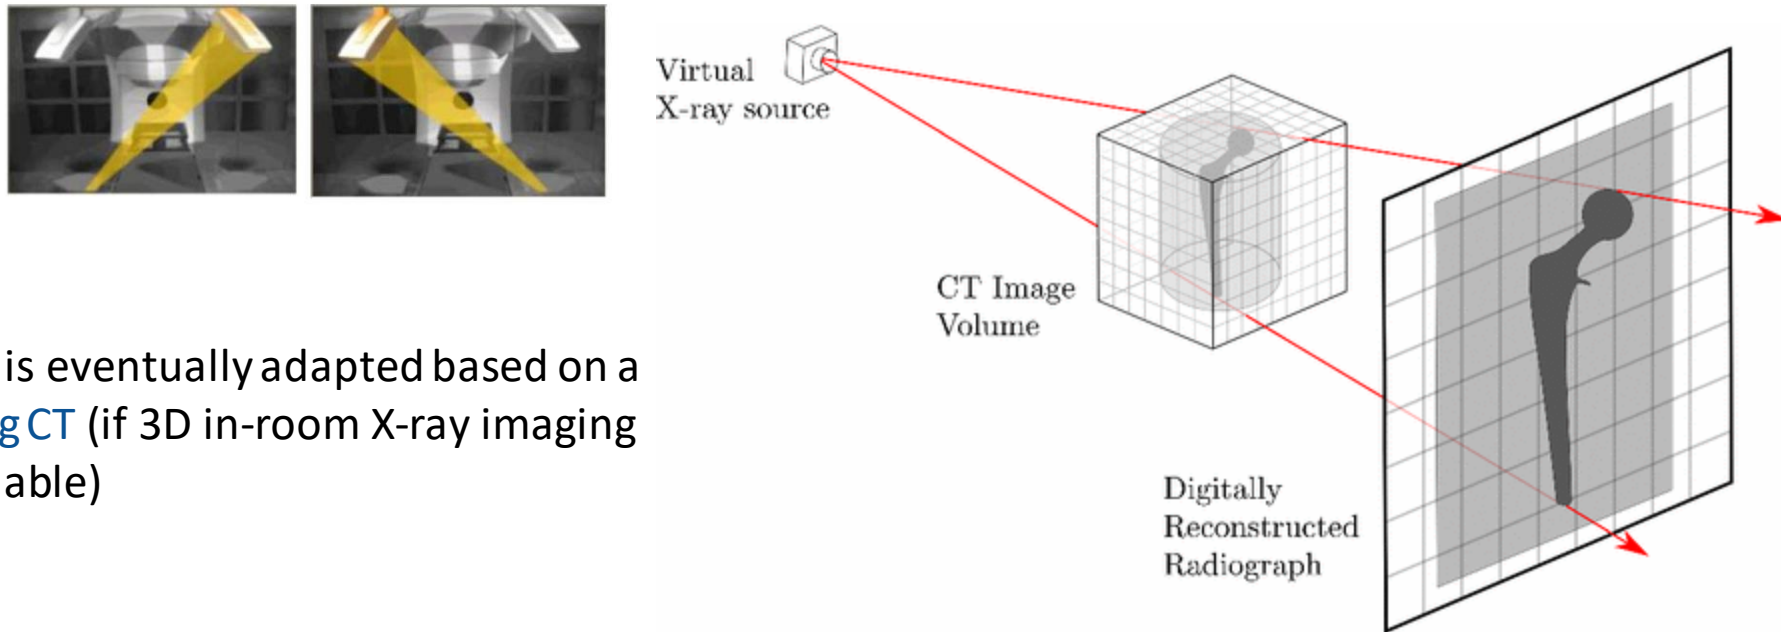 Virtual
X-ray source
CT Image
Volume
is eventually adapted based on a
g CT (if 3D in-room X-ray imaging
able)
Digitally
Reconstructed
Radiograph